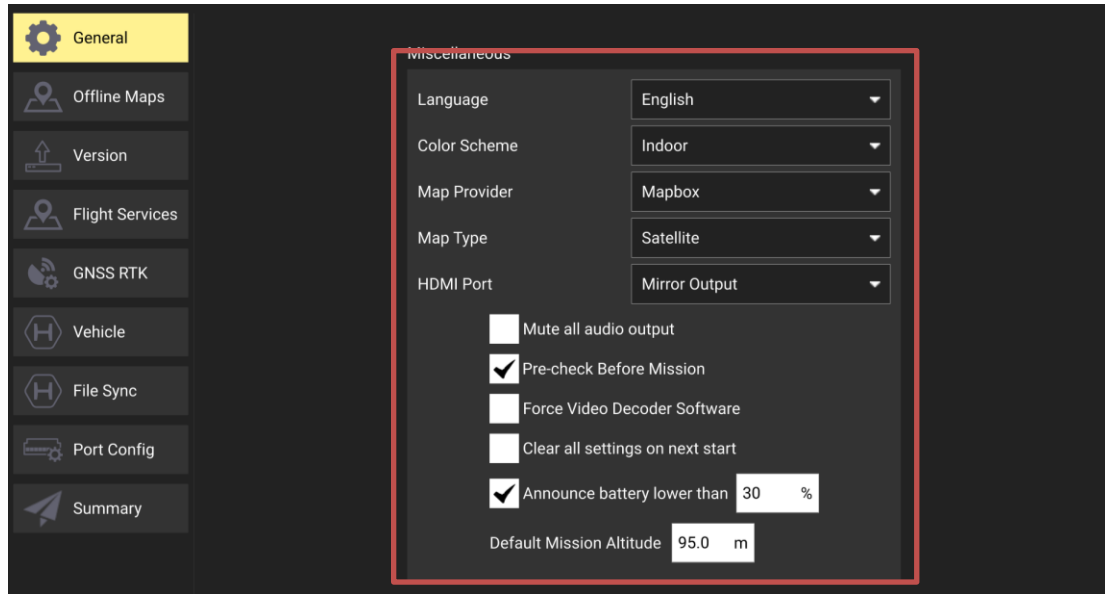 General
Offline Maps
Version
Flight Services
GNSS RTK
Vehicle
File Sync
Port Config
Summary
Miscellaneous
Language English
Color Scheme Indoor
Map Provider Mapbox
Map Type Satellite
HDMI Port Mirror Output
Mute all audio output
Pre-check Before Mission
Force Video Decoder Software
Clear all settings on next start
Announce battery lower than 30 %
Default Mission Altitude 95.0 m